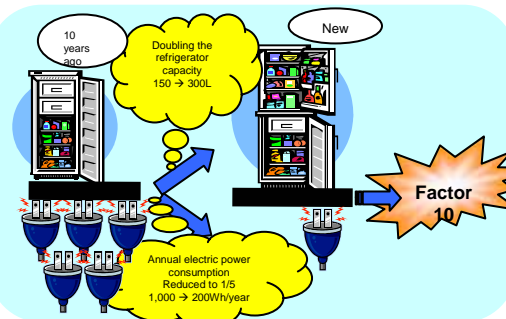 10
years
ago
Doubling the
refrigerator
capacity
150 → 300L
New
Factor
10
Annual electric power
consumption
Reduced to 1/5
1,000 → 200Wh/year